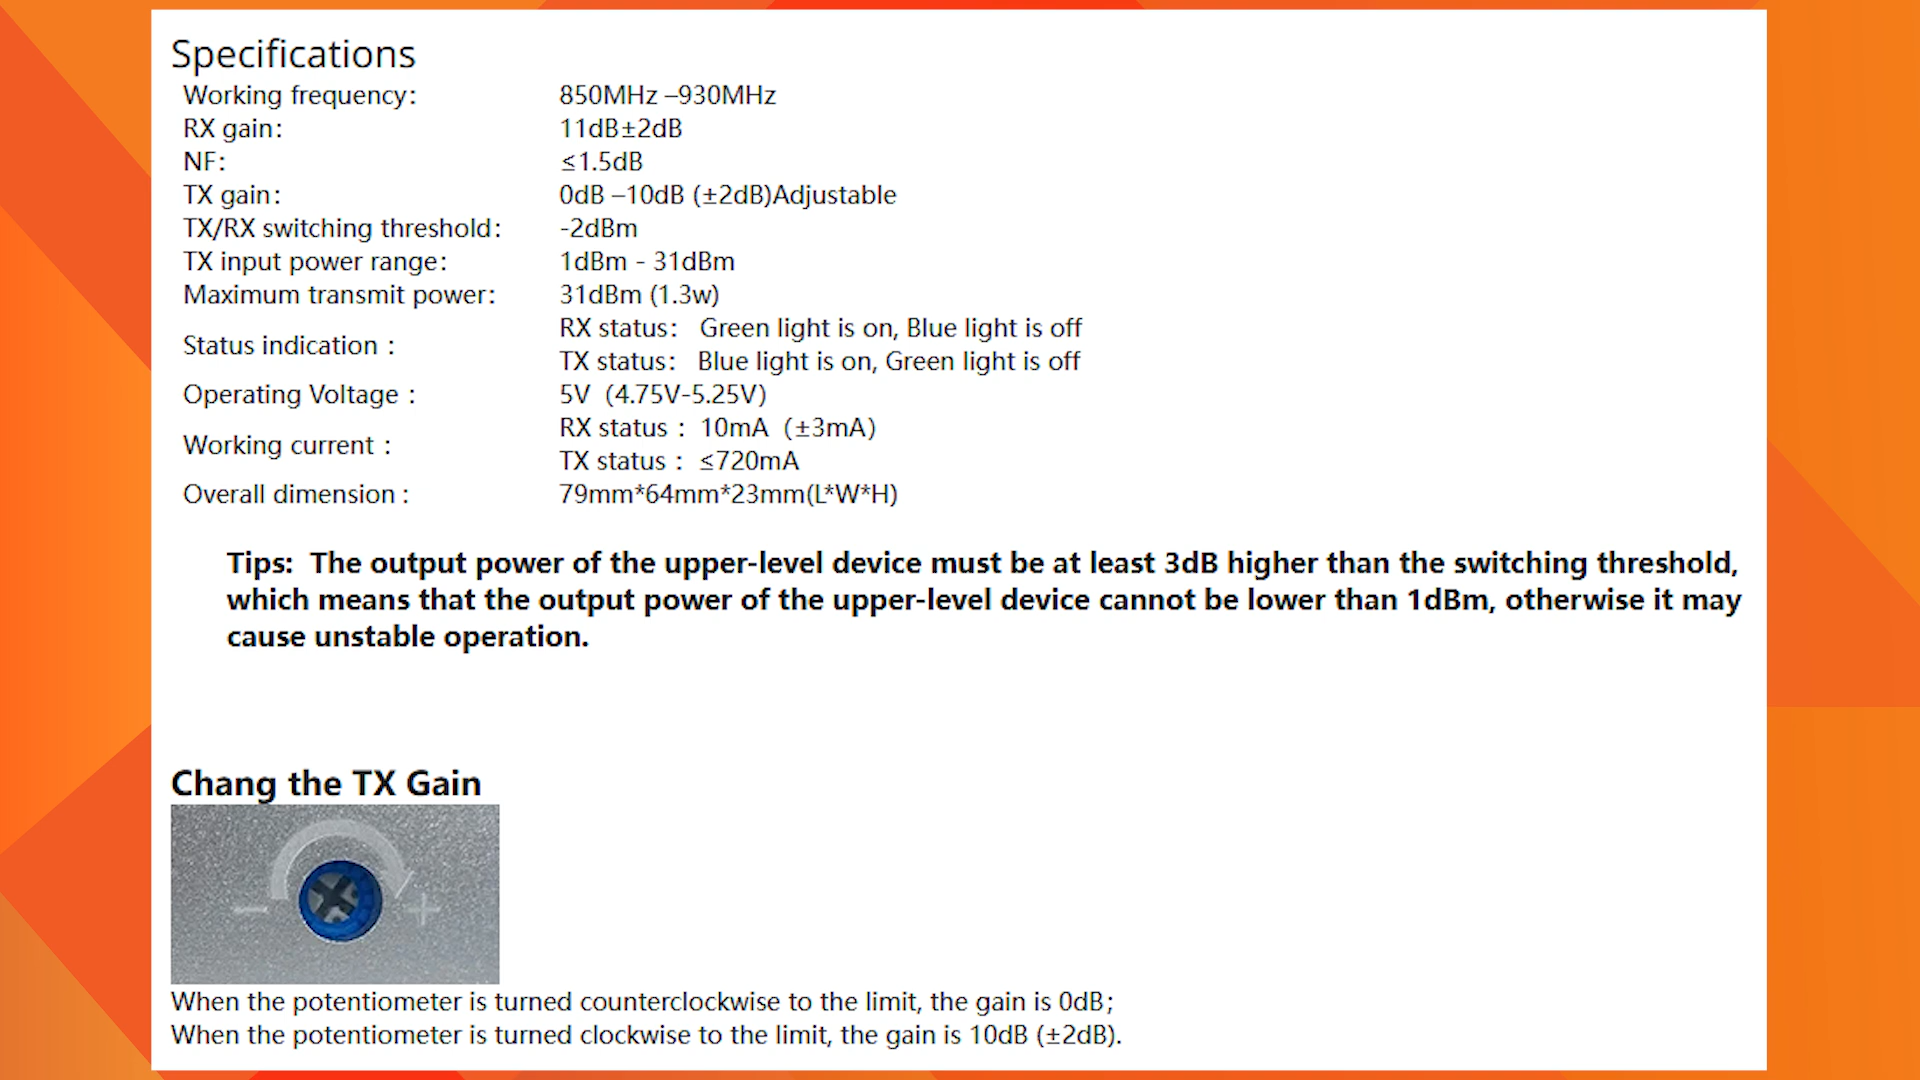 Specifications
Working frequency: 850MHz –930MHz
RX gain: 11dB±2dB
NF: ≤1.5dB
TX gain: 0dB –10dB (±2dB)Adjustable
TX/RX switching threshold: -2dBm
TX input power range: 1dBm - 31dBm
Maximum transmit power: 31dBm (1.3w)
Status indication :
RX status: Green light is on, Blue light is off
TX status: Blue light is on, Green light is off
Operating Voltage : 5V (4.75V-5.25V)
Working current :
RX status : 10mA (±3mA)
TX status : ≤720mA
Overall dimension : 79mm*64mm*23mm(L*W*H)
Tips: The output power of the upper-level device must be at least 3dB higher than the switching threshold,
which means that the output power of the upper-level device cannot be lower than 1dBm, otherwise it may
cause unstable operation.
Chang the TX Gain
− +
When the potentiometer is turned counterclockwise to the limit, the gain is 0dB;
When the potentiometer is turned clockwise to the limit, the gain is 10dB (±2dB).